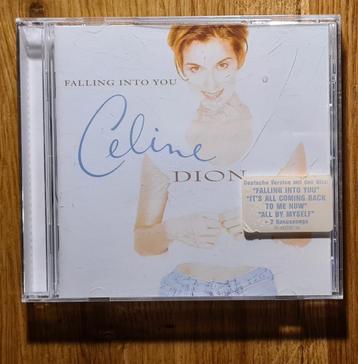 FALLING INTO YOU
Celine
DION
Deutsche Version mit den Hits:
"FALLING INTO YOU"
"IT'S ALL COMING BACK
TO ME NOW"
"ALL BY MYSELF"
+ 2 Bonussongs